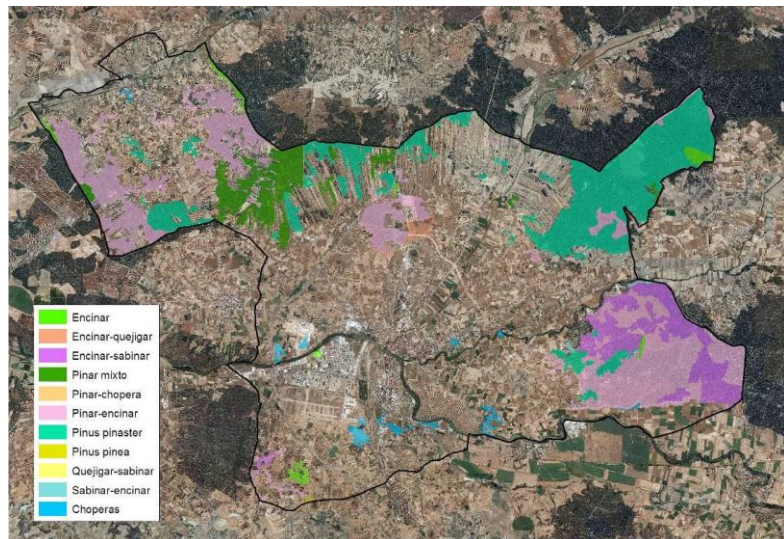 Encinar
Encinar-quejigar
Encinar-sabinar
Pinar mixto
Pinar-chopera
Pinar-encinar
Pinus pinaster
Pinus pinea
Quejigar-sabinar
Sabinar-encinar
Choperas